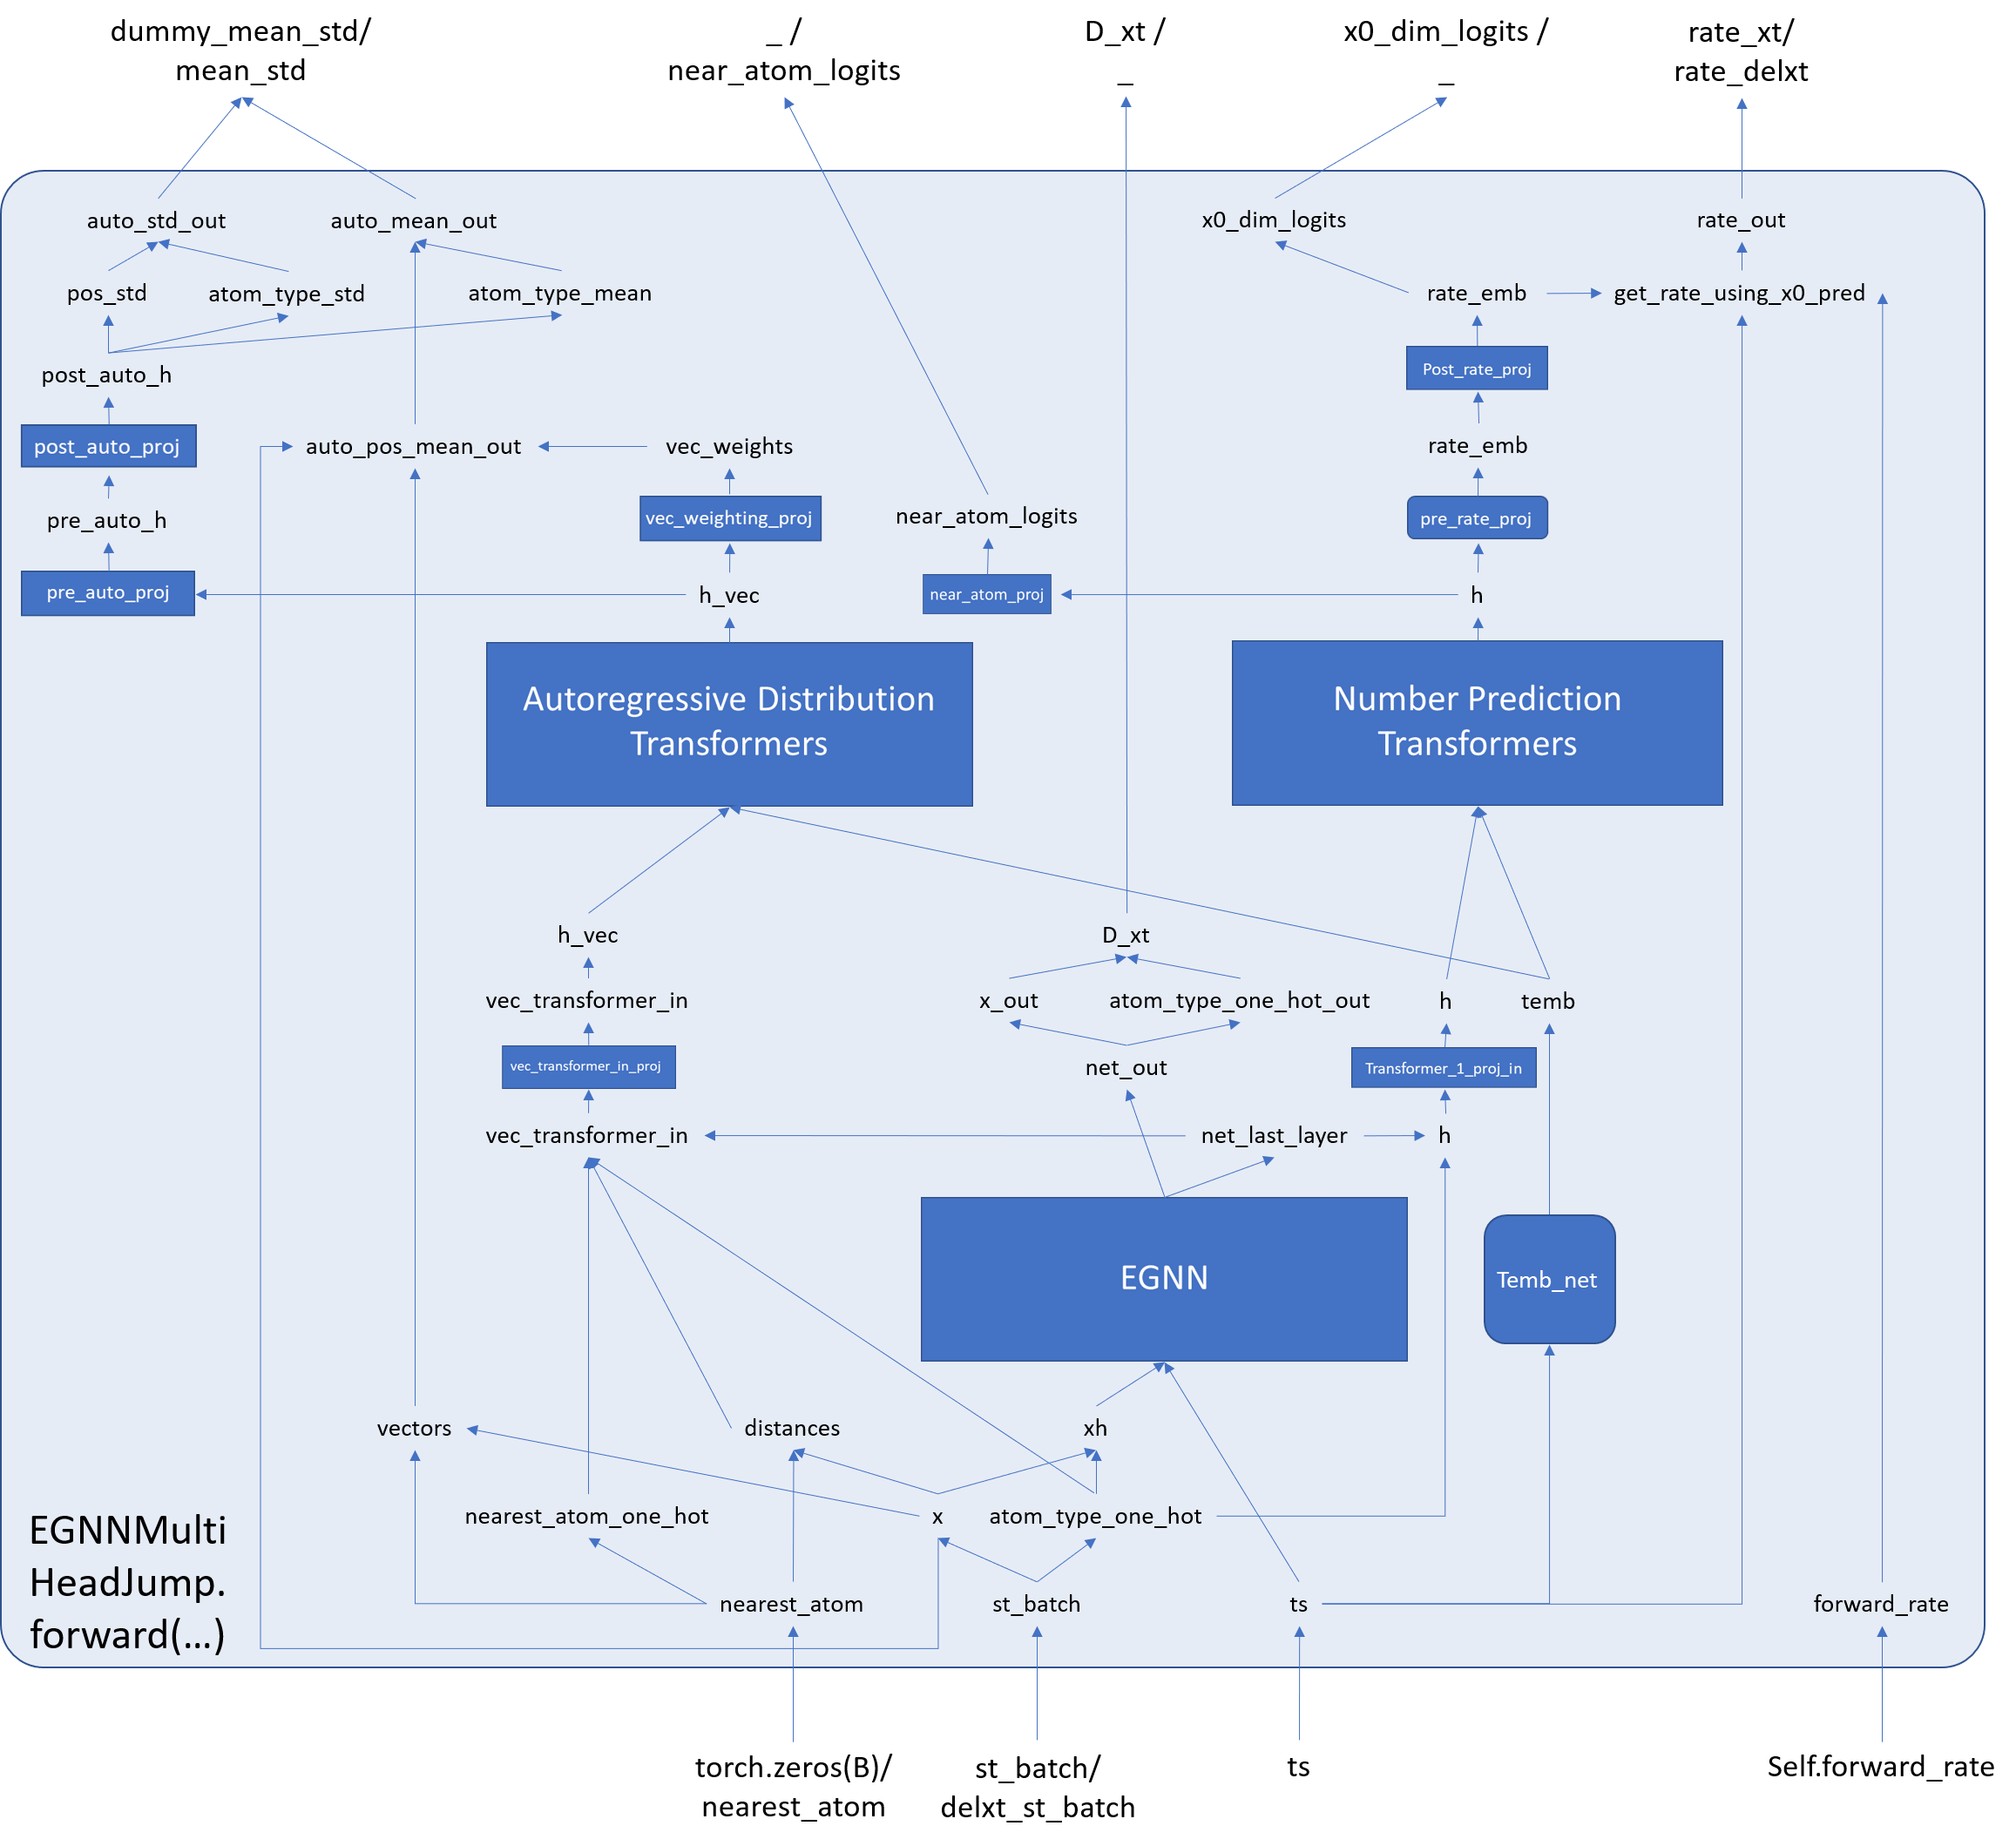 dummy_mean_std/
mean_std
_ /
near_atom_logits
D_xt /
_
x0_dim_logits /
_
rate_xt/
rate_delxt
auto_std_out
auto_mean_out
x0_dim_logits
rate_out
pos_std
atom_type_std
atom_type_mean
rate_emb
get_rate_using_x0_pred
post_auto_h
Post_rate_proj
post_auto_proj
auto_pos_mean_out
vec_weights
rate_emb
pre_auto_h
vec_weighting_proj
near_atom_logits
pre_rate_proj
pre_auto_proj
h_vec
near_atom_proj
h
Autoregressive Distribution
Transformers
Number Prediction
Transformers
h_vec
D_xt
vec_transformer_in
x_out
atom_type_one_hot_out
h
temb
vec_transformer_in_proj
net_out
Transformer_1_proj_in
vec_transformer_in
net_last_layer
h
EGNN
Temb_net
vectors
distances
xh
nearest_atom_one_hot
x
atom_type_one_hot
EGNNMulti
HeadJump.
forward(...)
nearest_atom
st_batch
ts
forward_rate
torch.zeros(B)/
nearest_atom
st_batch/
delxt_st_batch
ts
Self.forward_rate